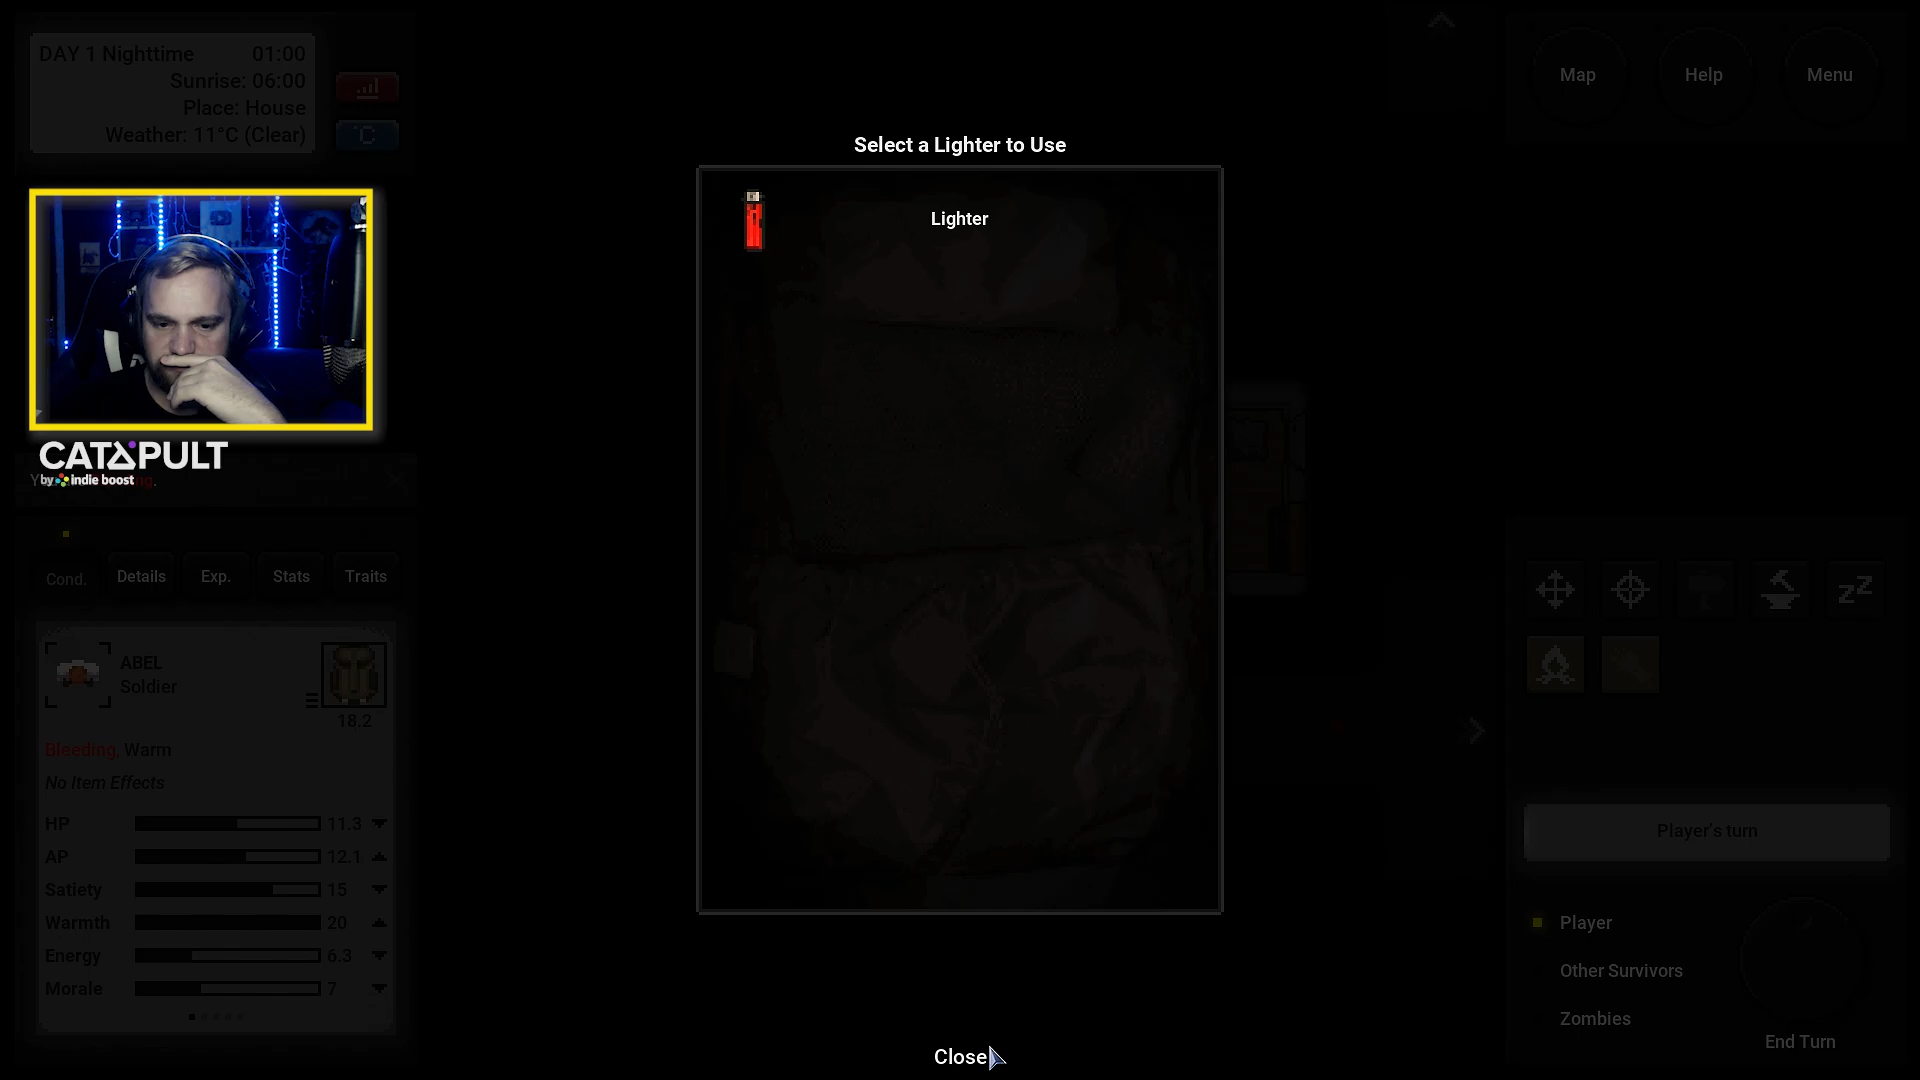 DAY 1 Nighttime 01:00
Sunrise: 06:00
Place: House
Weather: 11°C (Clear)
°C
Map
Help
Menu
Select a Lighter to Use
Lighter
CATAPULT
by indie boost
Cond.
Details
Exp.
Stats
Traits
ABEL
Soldier
18.2
Bleeding, Warm
No Item Effects
HP 11.3
AP 12.1
Satiety 15
Warmth 20
Energy 6.3
Morale 7
zZ
Player's turn
Player
Other Survivors
Zombies
End Turn
Close